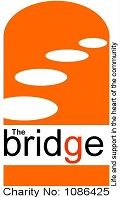 The
bridge
Life and support in the heart of the community
Charity No: 1086425